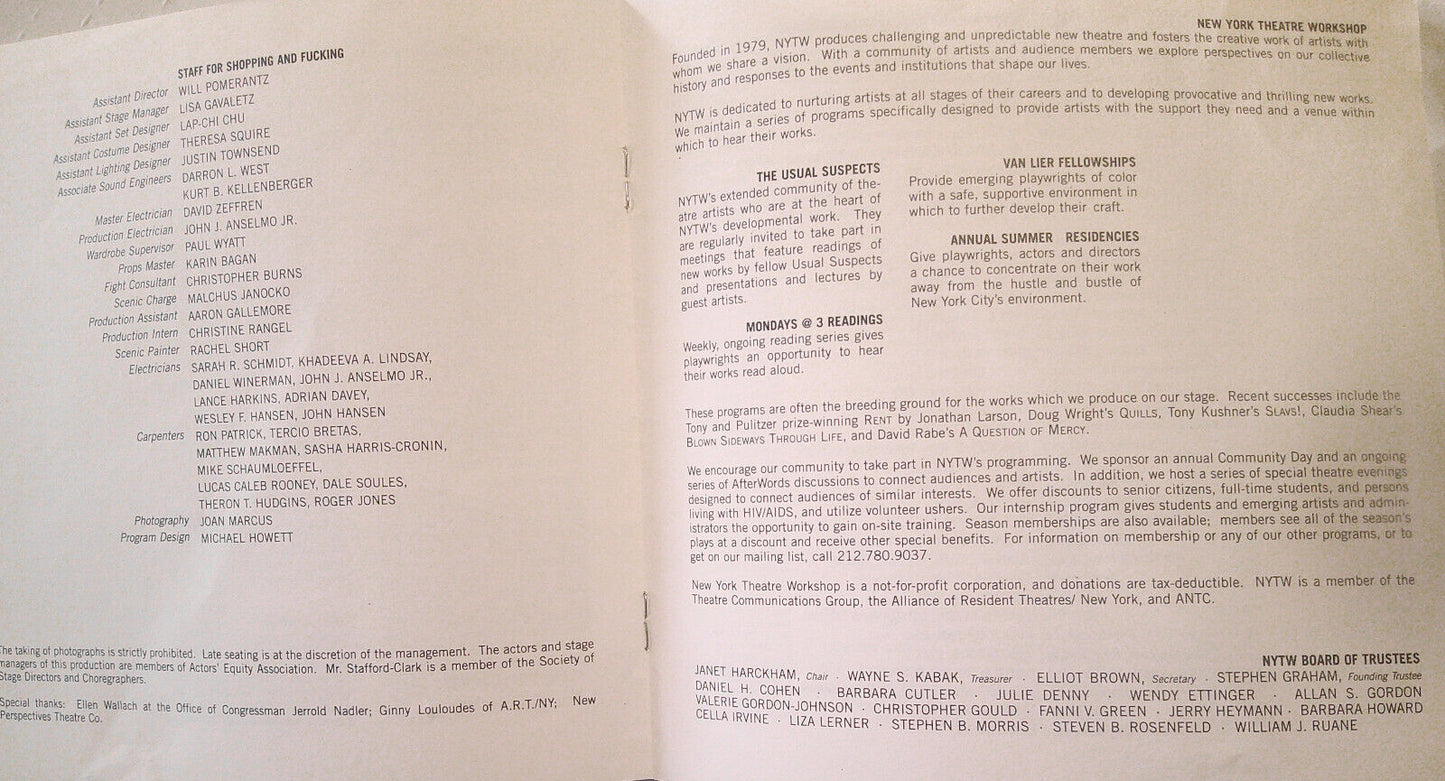 STAFF FOR SHOPPING AND FUCKING
Assistant Director WILL POMERANTZ
Assistant Stage Manager LISA GAVALETZ
Assistant Set Designer LAP-CHI CHU
Assistant Costume Designer THERESA SQUIRE
Assistant Lighting Designer JUSTIN TOWNSEND
Associate Sound Engineers DARRON L. WEST
KURT B. KELLENBERGER
Master Electrician DAVID ZEFFREN
Production Electrician JOHN J. ANSELMO JR.
Wardrobe Supervisor PAUL WYATT
Props Master KARIN BAGAN
Fight Consultant CHRISTOPHER BURNS
Scenic Charge MALCHUS JANOCKO
Production Assistant AARON GALLEMORE
Production Intern CHRISTINE RANGEL
Scenic Painter RACHEL SHORT
Electricians SARAH R. SCHMIDT, KHADEEVA A. LINDSAY,
DANIEL WINERMAN, JOHN J. ANSELMO JR.,
LANCE HARKINS, ADRIAN DAVEY,
WESLEY F. HANSEN, JOHN HANSEN
Carpenters RON PATRICK, TERCIO BRETAS,
MATTHEW MAKMAN, SASHA HARRIS-CRONIN,
MIKE SCHAUMLOEFFEL,
LUCAS CALEB ROONEY, DALE SOULES,
THERON T. HUDGINS, ROGER JONES
Photography JOAN MARCUS
Program Design MICHAEL HOWETT
The taking of photographs is strictly prohibited. Late seating is at the discretion of the management. The actors and stage
managers of this production are members of Actors' Equity Association. Mr. Stafford-Clark is a member of the Society of
Stage Directors and Choregraphers.
Special thanks: Ellen Wallach at the Office of Congressman Jerrold Nadler; Ginny Louloudes of A.R.T./NY; New
Perspectives Theatre Co.
NEW YORK THEATRE WORKSHOP
Founded in 1979, NYTW produces challenging and unpredictable new theatre and fosters the creative work of artists with
whom we share a vision. With a community of artists and audience members we explore perspectives on our collective
history and responses to the events and institutions that shape our lives.
NYTW is dedicated to nurturing artists at all stages of their careers and to developing provocative and thrilling new works.
We maintain a series of programs specifically designed to provide artists with the support they need and a venue within
which to hear their works.
THE USUAL SUSPECTS
NYTW's extended community of the-
atre artists who are at the heart of
NYTW's developmental work. They
are regularly invited to take part in
meetings that feature readings of
new works by fellow Usual Suspects
and presentations and lectures by
guest artists.
MONDAYS @ 3 READINGS
Weekly, ongoing reading series gives
playwrights an opportunity to hear
their works read aloud.
VAN LIER FELLOWSHIPS
Provide emerging playwrights of color
with a safe, supportive environment in
which to further develop their craft.
ANNUAL SUMMER RESIDENCIES
Give playwrights, actors and directors
a chance to concentrate on their work
away from the hustle and bustle of
New York City's environment.
These programs are often the breeding ground for the works which we produce on our stage. Recent successes include the
Tony and Pulitzer prize-winning RENT by Jonathan Larson, Doug Wright's QUILLS, Tony Kushner's SLAVS!, Claudia Shear's
BLOWN SIDEWAYS THROUGH LIFE, and David Rabe's A QUESTION OF MERCY.
We encourage our community to take part in NYTW's programming. We sponsor an annual Community Day and an ongoing
series of AfterWords discussions to connect audiences and artists. In addition, we host a series of special theatre evenings
designed to connect audiences of similar interests. We offer discounts to senior citizens, full-time students, and persons
living with HIV/AIDS, and utilize volunteer ushers. Our internship program gives students and emerging artists and admin-
istrators the opportunity to gain on-site training. Season memberships are also available; members see all of the season's
plays at a discount and receive other special benefits. For information on membership or any of our other programs, or to
get on our mailing list, call 212.780.9037.
New York Theatre Workshop is a not-for-profit corporation, and donations are tax-deductible. NYTW is a member of the
Theatre Communications Group, the Alliance of Resident Theatres/ New York, and ANTC.
NYTW BOARD OF TRUSTEES
JANET HARCKHAM, Chair · WAYNE S. KABAK, Treasurer · ELLIOT BROWN, Secretary · STEPHEN GRAHAM, Founding Trustee
DANIEL H. COHEN · BARBARA CUTLER · JULIE DENNY · WENDY ETTINGER · ALLAN S. GORDON
VALERIE GORDON-JOHNSON · CHRISTOPHER GOULD · FANNI V. GREEN · JERRY HEYMANN · BARBARA HOWARD
CELLA IRVINE · LIZA LERNER · STEPHEN B. MORRIS · STEVEN B. ROSENFELD · WILLIAM J. RUANE